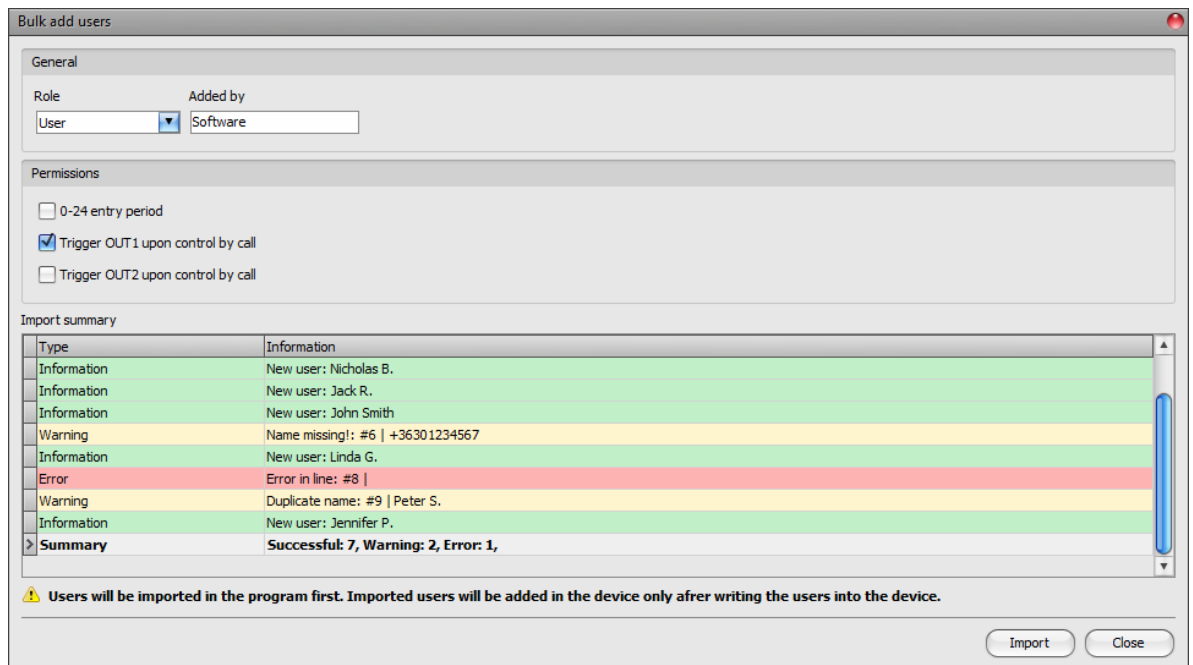 Bulk add users
General
Role Added by
User Software
Permissions
0-24 entry period
Trigger OUT1 upon control by call
Trigger OUT2 upon control by call
Import summary
Type Information
Information New user: Nicholas B.
Information New user: Jack R.
Information New user: John Smith
Warning Name missing!: #6 | +36301234567
Information New user: Linda G.
Error Error in line: #8 |
Warning Duplicate name: #9 | Peter S.
Information New user: Jennifer P.
Summary Successful: 7, Warning: 2, Error: 1,
Users will be imported in the program first. Imported users will be added in the device only afrer writing the users into the device.
Import Close